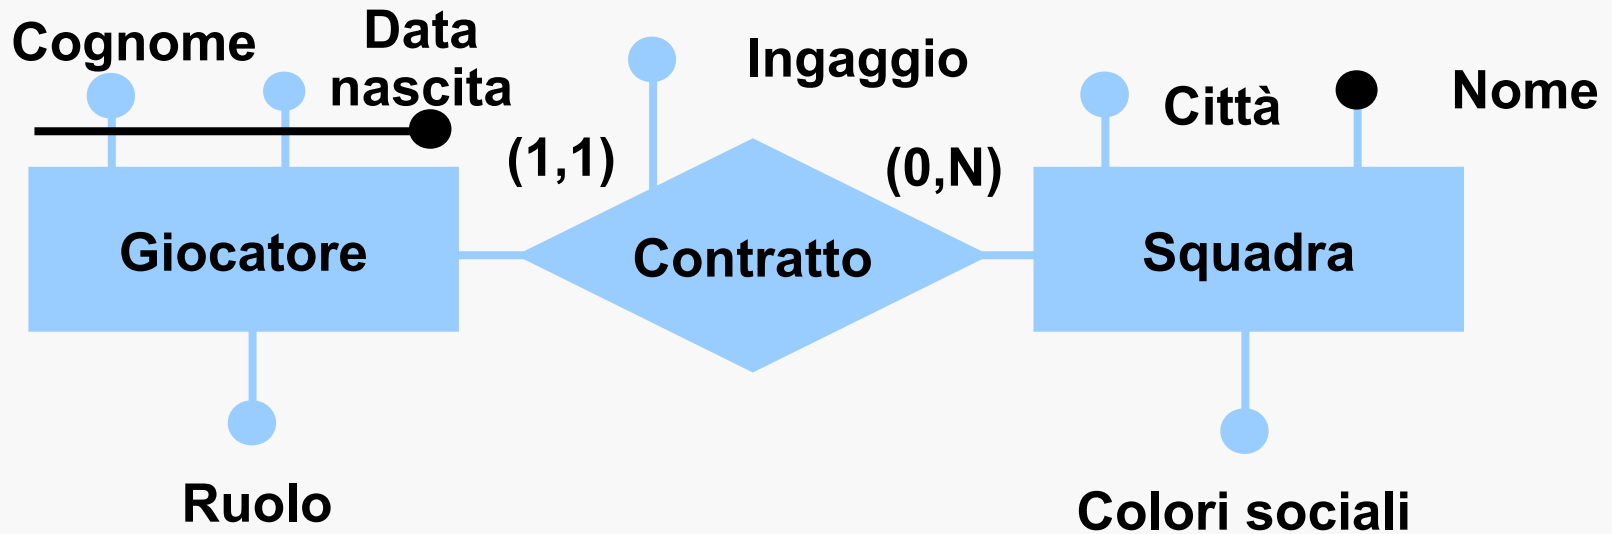 Cognome
Data
nascita
Ingaggio
Città
Nome
(1,1)
(0,N)
Giocatore
Contratto
Squadra
Ruolo
Colori sociali